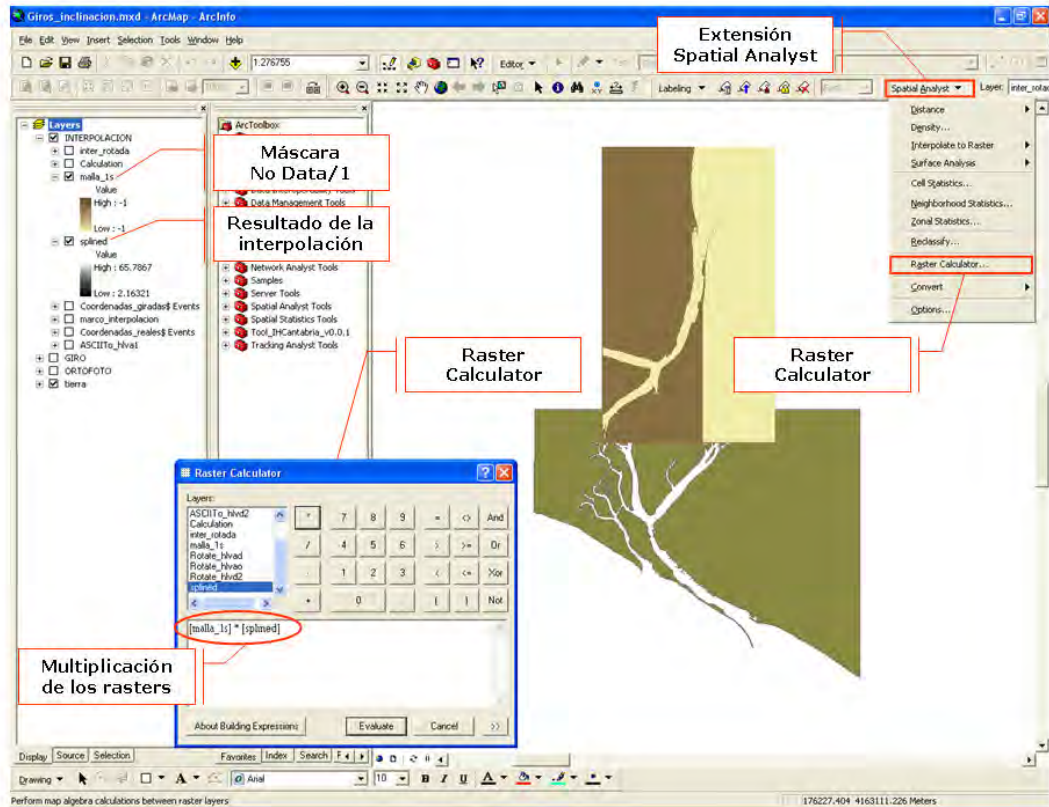 Giros_inclinacion.mxd - ArcMap - ArcInfo
File Edit View Insert Selection Tools Window Help
1:276755
Editor
Labeling
Spatial Analyst
Layer: inter_rotad
Extensión
Spatial Analyst
Distance
Density...
Interpolate to Raster
Surface Analysis
Cell Statistics...
Neighborhood Statistics...
Zonal Statistics...
Reclassify...
Raster Calculator...
Convert
Options...
Layers
INTERPOLACION
inter_rotada
Calculation
malla_1s
Value
High : -1
Low : -1
splined
Value
High : 65.7867
Low : 2.16321
Coordenadas_giradas$ Events
marco_interpolacion
Coordenadas_reales$ Events
ASCIITo_hlva1
GIRO
ORTOFOTO
tierra
ArcToolbox
Data Interoperability Tools
Data Management Tools
Network Analyst Tools
Samples
Server Tools
Spatial Analyst Tools
Spatial Statistics Tools
Tool_IHCantabria_v0.0.1
Tracking Analyst Tools
Máscara
No Data/1
Resultado de la
interpolación
Raster
Calculator
Raster
Calculator
Raster Calculator
Layers:
ASCIITo_hlvd2
Calculation
inter_rotada
malla_1s
Rotate_hlvad
Rotate_hlvao
Rotate_hlvd2
splined
* 7 8 9 = <> And
/ 4 5 6 > >= Or
- 1 2 3 < <= Xor
+ 0 . ( ) Not
[malla_1s] * [splined]
About Building Expressions Evaluate Cancel >>
Multiplicación
de los rasters
Display Source Selection
Favorites Index Search
Drawing A Arial 10 B I U A
Perform map algebra calculations between raster layers
176227.404 4163111.226 Meters